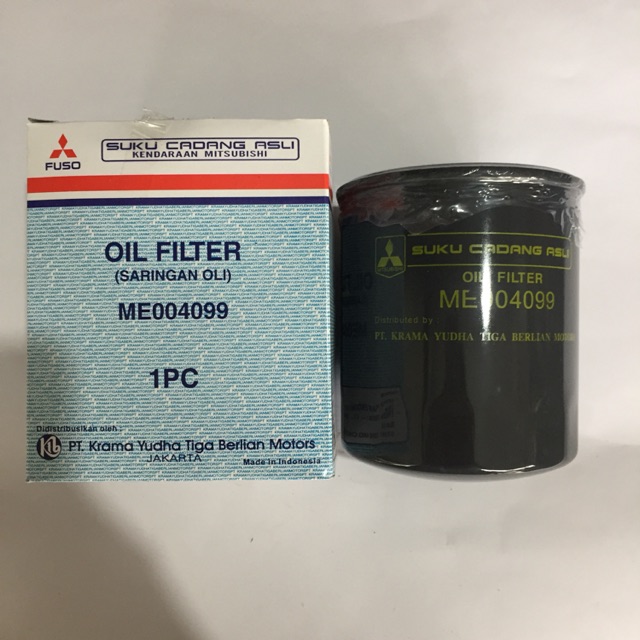 FUSO
SUKU CADANG ASLI
KENDARAAN MITSUBISHI
OIL FILTER
(SARINGAN OLI)
ME004099
1PC
Didistribusikan oleh :
PT. Krama Yudha Tiga Berlian Motors
JAKARTA
Made in Indonesia
SUKU CADANG ASLI
OIL FILTER
ME004099
Distributed by
PT. KRAMA YUDHA TIGA BERLIAN